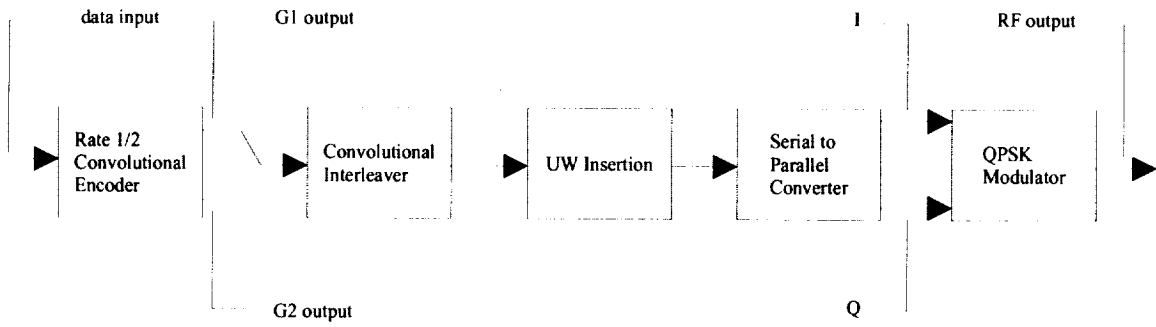 data input
G1 output
I
RF output
Rate 1/2
Convolutional
Encoder
Convolutional
Interleaver
UW Insertion
Serial to
Parallel
Converter
QPSK
Modulator
G2 output
Q